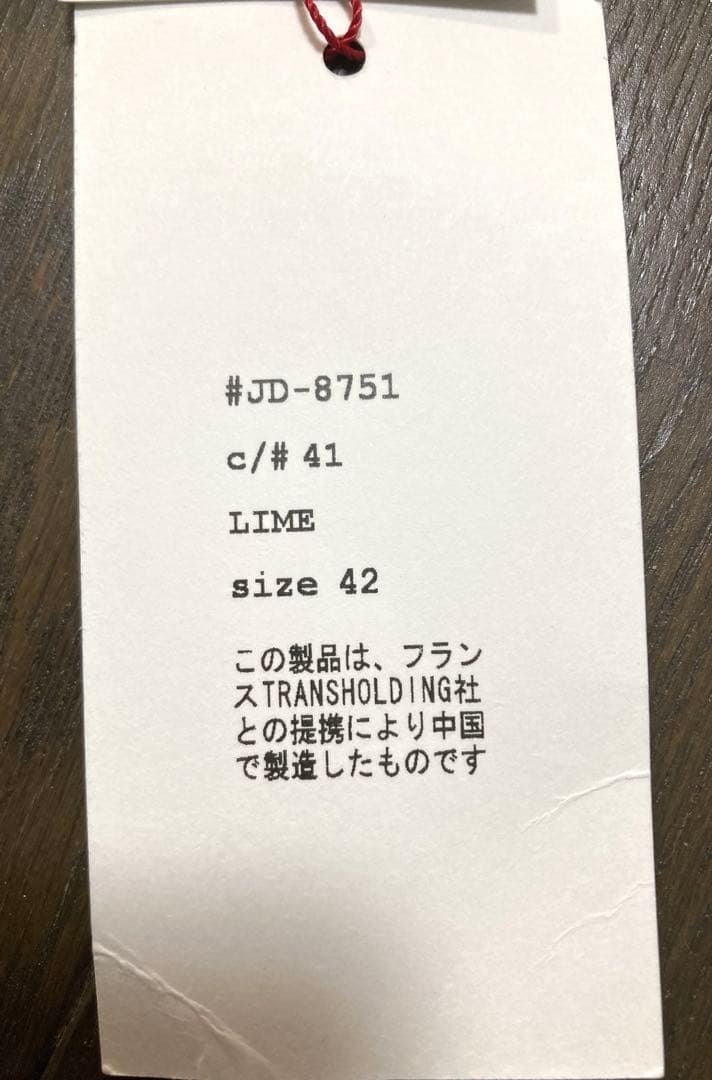 #JD-8751
c/# 41
LIME
size 42
この製品は、フラン
スTRANSHOLDING社
との提携により中国
で製造したものです